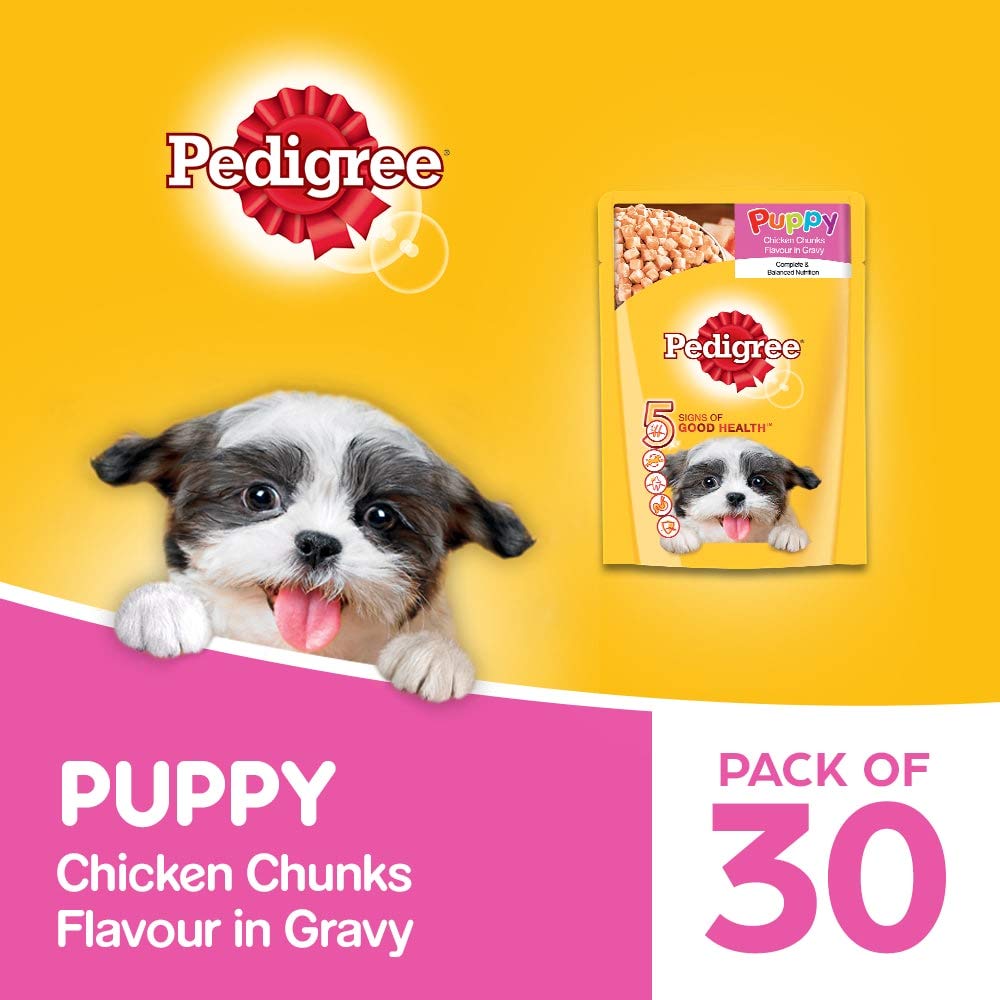 Pedigree
Puppy
Chicken Chunks
Flavour in Gravy
Complete &
Balanced Nutrition
Pedigree
5 SIGNS OF
GOOD HEALTH™
PUPPY
Chicken Chunks
Flavour in Gravy
PACK OF
30